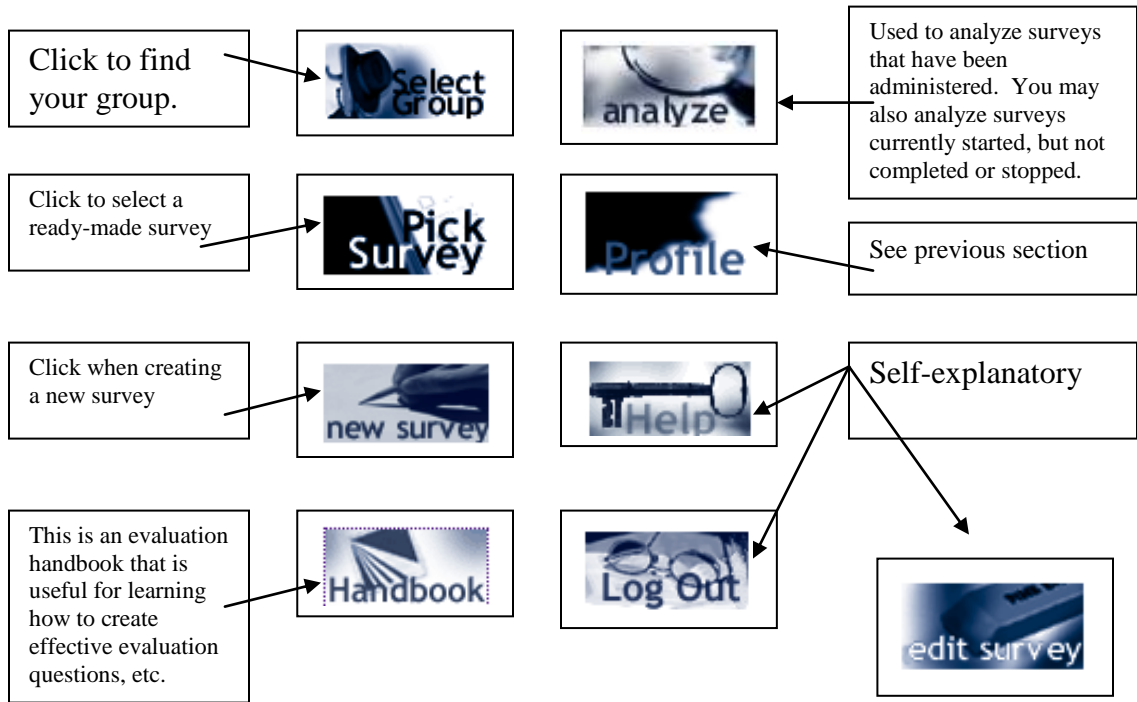 Click to find
your group.
Select
Group
analyze
Used to analyze surveys
that have been
administered.  You may
also analyze surveys
currently started, but not
completed or stopped.
Click to select a
ready-made survey
Pick
Survey
Profile
See previous section
Click when creating
a new survey
new survey
Help
Self-explanatory
This is an evaluation
handbook that is
useful for learning
how to create
effective evaluation
questions, etc.
Handbook
Log Out
edit survey